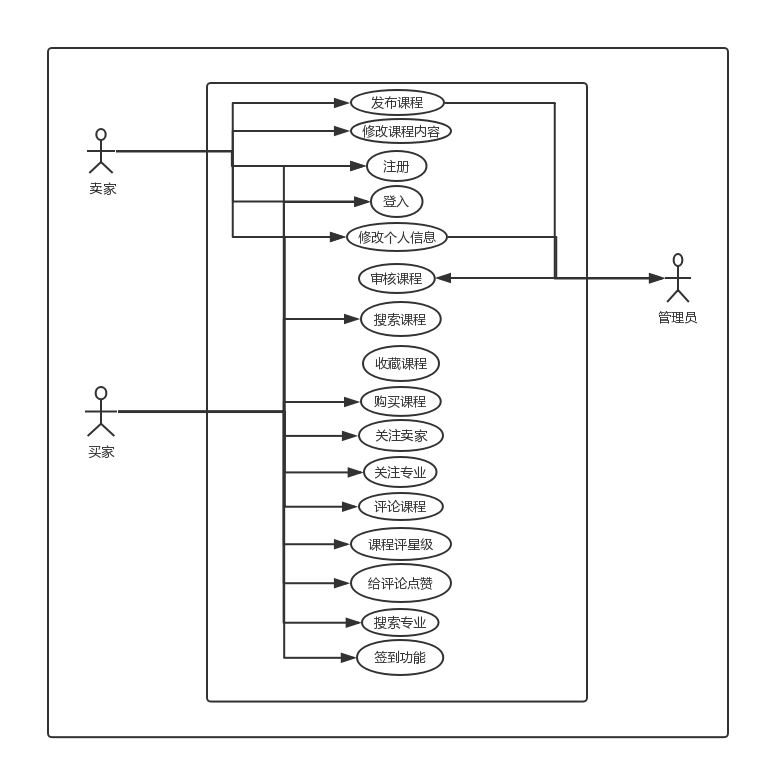 发布课程
修改课程内容
注册
卖家
登入
修改个人信息
审核课程
管理员
搜索课程
收藏课程
购买课程
关注卖家
买家
关注专业
评论课程
课程评星级
给评论点赞
搜索专业
签到功能